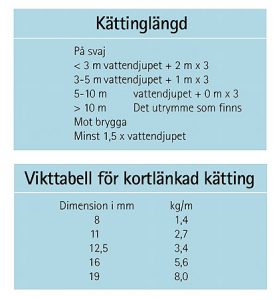 Kättinglängd
På svaj
< 3 m vattendjupet + 2 m x 3
3-5 m vattendjupet + 1 m x 3
5-10 m vattendjupet + 0 m x 3
> 10 m Det utrymme som finns
Mot brygga
Minst 1,5 x vattendjupet
Vikttabell för kortlänkad kätting
Dimension i mm kg/m
8 1,4
11 2,7
12,5 3,4
16 5,6
19 8,0